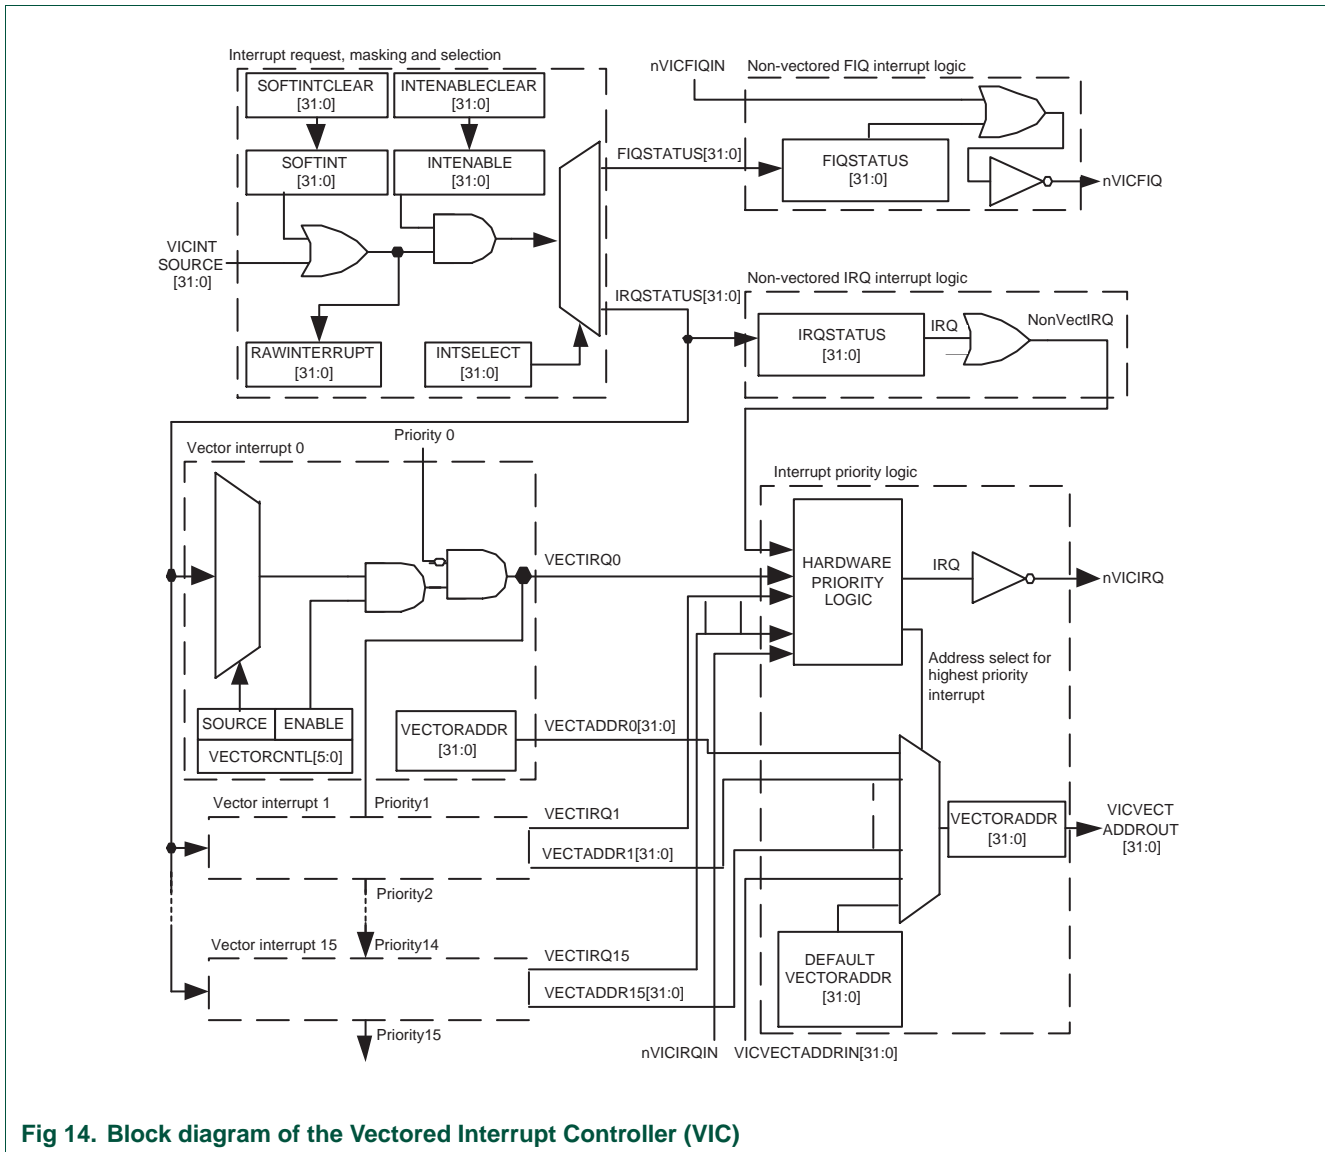 Interrupt request, masking and selection
SOFTINTCLEAR
[31:0]
INTENABLECLEAR
[31:0]
SOFTINT
[31:0]
INTENABLE
[31:0]
VICINT
SOURCE
[31:0]
RAWINTERRUPT
[31:0]
INTSELECT
[31:0]
nVICFIQIN
Non-vectored FIQ interrupt logic
FIQSTATUS[31:0]
FIQSTATUS
[31:0]
nVICFIQ
IRQSTATUS[31:0]
Non-vectored IRQ interrupt logic
IRQSTATUS
[31:0]
IRQ
NonVectIRQ
Vector interrupt 0
Priority 0
VECTIRQ0
SOURCE
ENABLE
VECTORCNTL[5:0]
VECTORADDR
[31:0]
VECTADDR0[31:0]
Interrupt priority logic
HARDWARE
PRIORITY
LOGIC
IRQ
nVICIRQ
Address select for
highest priority
interrupt
Vector interrupt 1
Priority1
VECTIRQ1
VECTADDR1[31:0]
Priority2
VECTORADDR
[31:0]
VICVECT
ADDROUT
[31:0]
Vector interrupt 15
Priority14
VECTIRQ15
VECTADDR15[31:0]
Priority15
DEFAULT
VECTORADDR
[31:0]
nVICIRQIN
VICVECTADDRIN[31:0]
Fig 14. Block diagram of the Vectored Interrupt Controller (VIC)